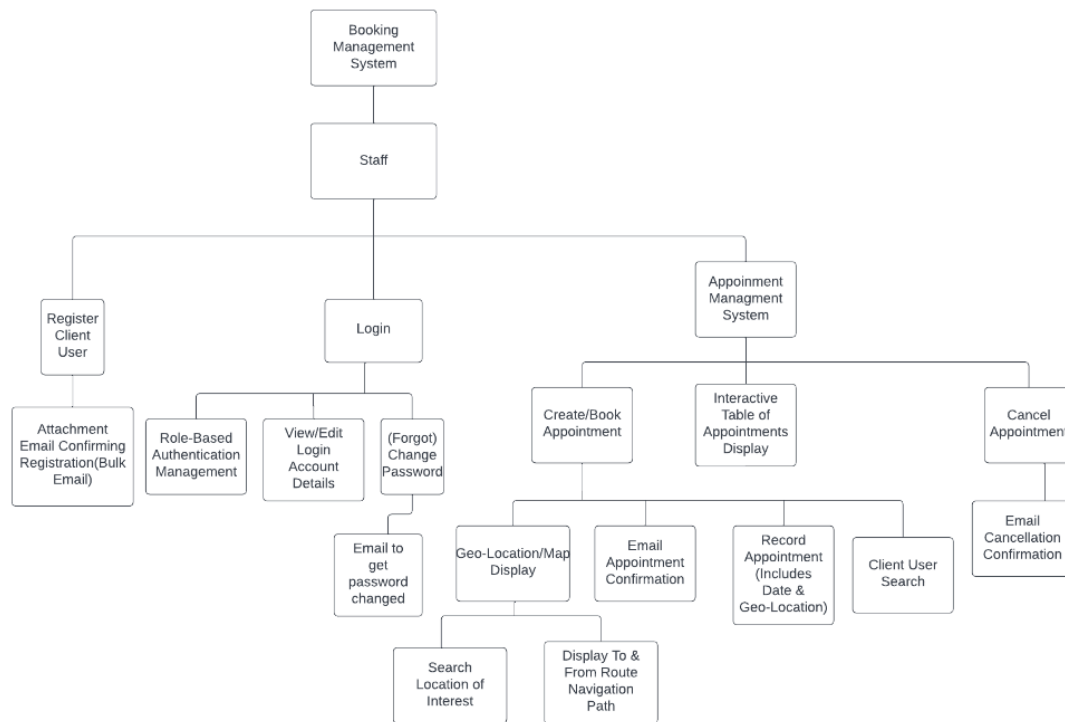 Booking
Management
System
Staff
Register
Client
User
Login
Appoinment
Managment
System
Attachment
Email Confirming
Registration(Bulk
Email)
Role-Based
Authentication
Management
View/Edit
Login
Account
Details
(Forgot)
Change
Password
Create/Book
Appointment
Interactive
Table of
Appointments
Display
Cancel
Appointment
Email to
get
password
changed
Geo-Location/Map
Display
Email
Appointment
Confirmation
Record
Appointment
(Includes
Date &
Geo-Location)
Client User
Search
Email
Cancellation
Confirmation
Search
Location of
Interest
Display To &
From Route
Navigation
Path